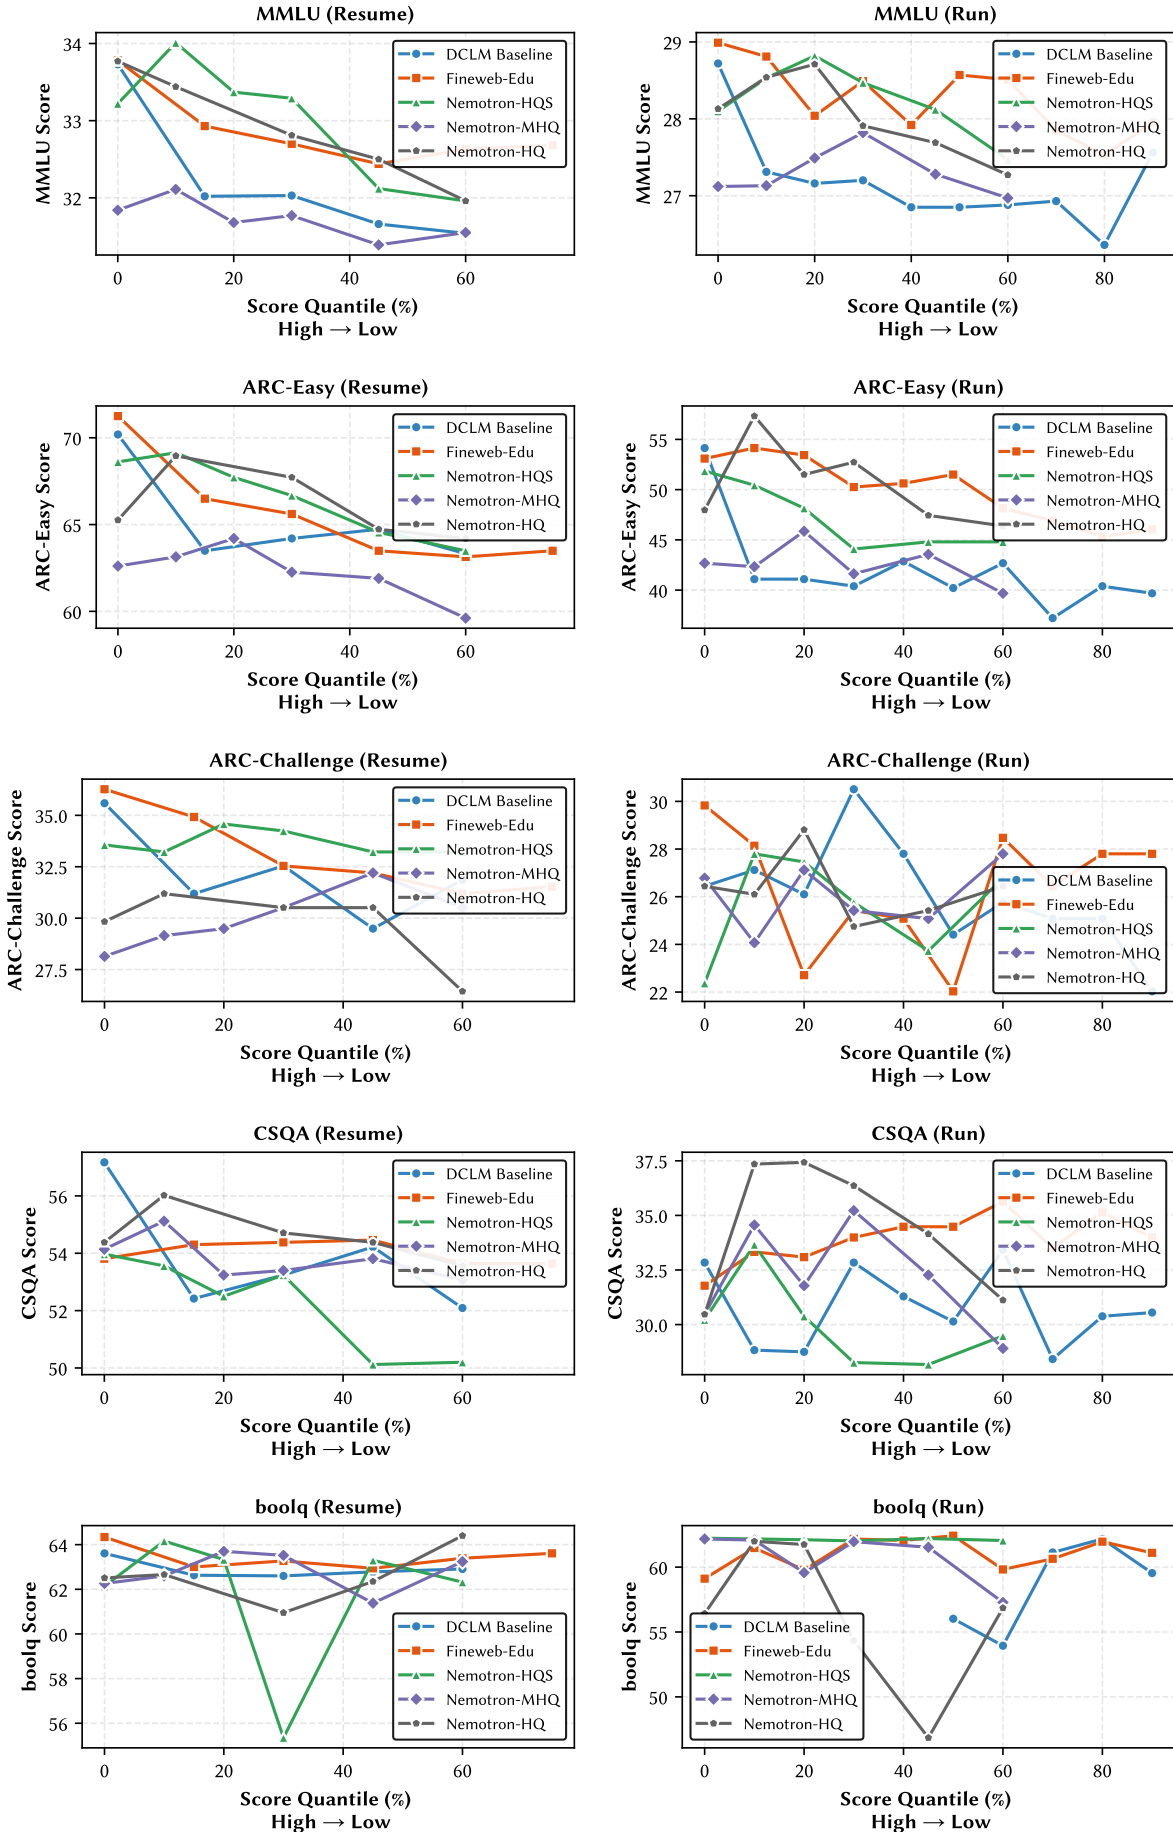 MMLU (Resume)
34
33
32
MMLU Score
DCLM Baseline
Fineweb-Edu
Nemotron-HQS
Nemotron-MHQ
Nemotron-HQ
0
20
40
60
Score Quantile (%)
High → Low
MMLU (Run)
29
28
27
MMLU Score
DCLM Baseline
Fineweb-Edu
Nemotron-HQS
Nemotron-MHQ
Nemotron-HQ
0
20
40
60
80
Score Quantile (%)
High → Low
ARC-Easy (Resume)
70
65
60
ARC-Easy Score
DCLM Baseline
Fineweb-Edu
Nemotron-HQS
Nemotron-MHQ
Nemotron-HQ
0
20
40
60
Score Quantile (%)
High → Low
ARC-Easy (Run)
55
50
45
40
ARC-Easy Score
DCLM Baseline
Fineweb-Edu
Nemotron-HQS
Nemotron-MHQ
Nemotron-HQ
0
20
40
60
80
Score Quantile (%)
High → Low
ARC-Challenge (Resume)
35.0
32.5
30.0
27.5
ARC-Challenge Score
DCLM Baseline
Fineweb-Edu
Nemotron-HQS
Nemotron-MHQ
Nemotron-HQ
0
20
40
60
Score Quantile (%)
High → Low
ARC-Challenge (Run)
30
28
26
24
22
ARC-Challenge Score
DCLM Baseline
Fineweb-Edu
Nemotron-HQS
Nemotron-MHQ
Nemotron-HQ
0
20
40
60
80
Score Quantile (%)
High → Low
CSQA (Resume)
56
54
52
50
CSQA Score
DCLM Baseline
Fineweb-Edu
Nemotron-HQS
Nemotron-MHQ
Nemotron-HQ
0
20
40
60
Score Quantile (%)
High → Low
CSQA (Run)
37.5
35.0
32.5
30.0
CSQA Score
DCLM Baseline
Fineweb-Edu
Nemotron-HQS
Nemotron-MHQ
Nemotron-HQ
0
20
40
60
80
Score Quantile (%)
High → Low
boolq (Resume)
64
62
60
58
56
boolq Score
DCLM Baseline
Fineweb-Edu
Nemotron-HQS
Nemotron-MHQ
Nemotron-HQ
0
20
40
60
Score Quantile (%)
High → Low
boolq (Run)
60
55
50
boolq Score
DCLM Baseline
Fineweb-Edu
Nemotron-HQS
Nemotron-MHQ
Nemotron-HQ
0
20
40
60
80
Score Quantile (%)
High → Low